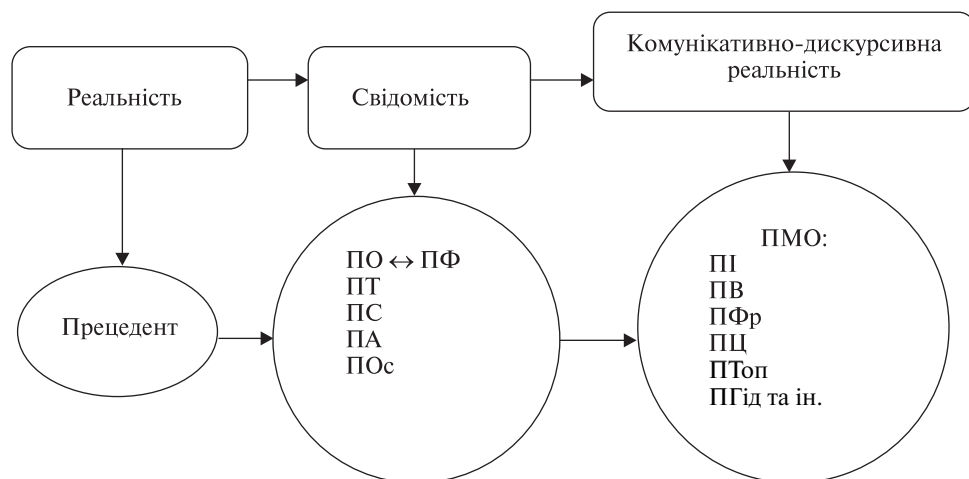 Реальність
Свідомість
Комунікативно-дискурсивна
реальність
Прецедент
ПО ↔ ПФ
ПТ
ПС
ПА
ПОс
ПМО:
ПІ
ПВ
ПФр
ПЦ
ПТоп
ПГід та ін.